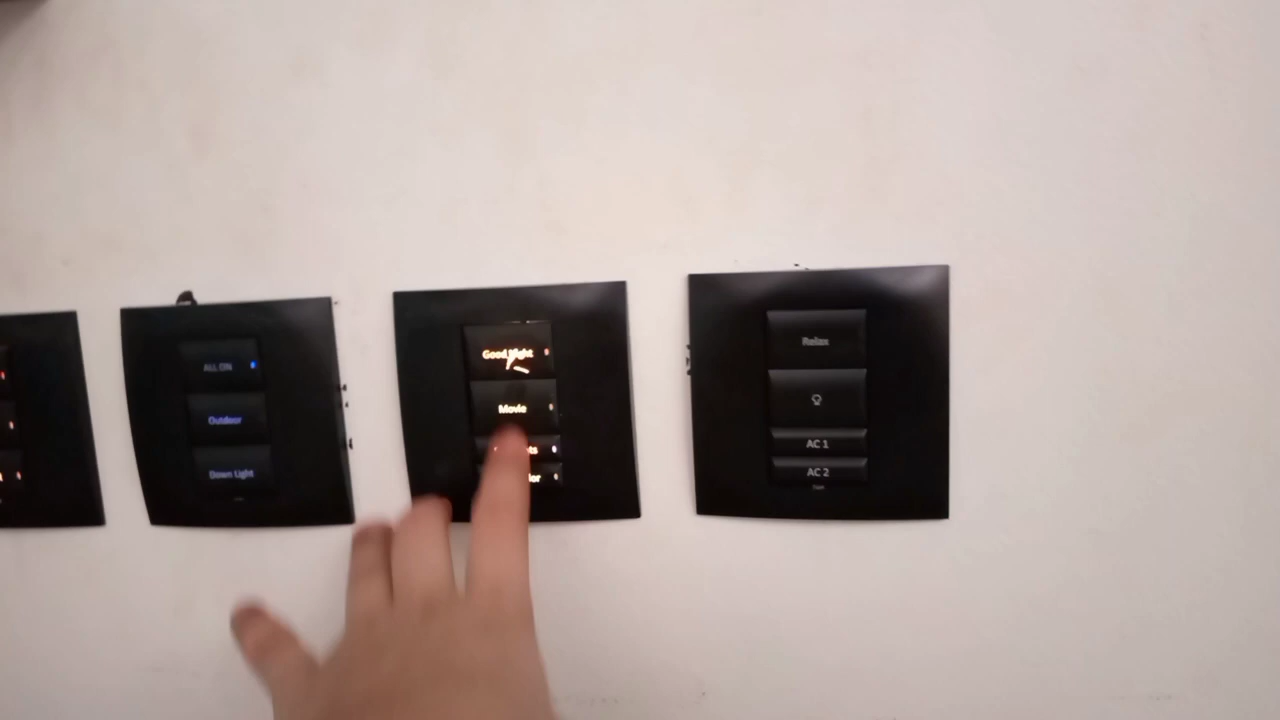 ALL ON
Outdoor
Down Light
Good Night
Movie
Relax
AC 1
AC 2